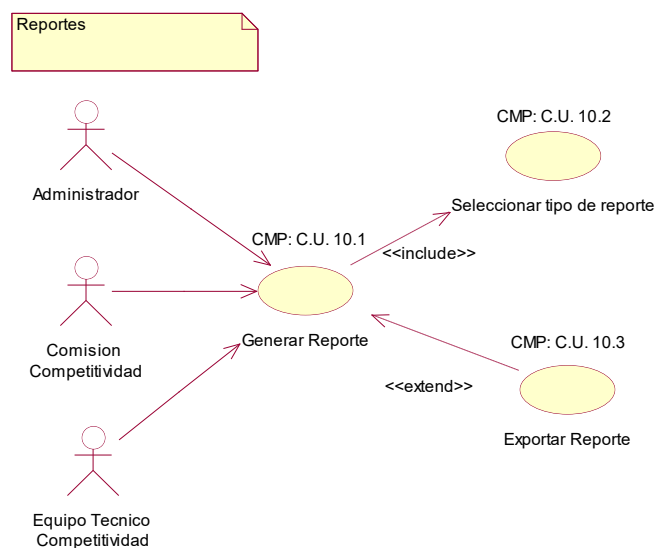 Reportes
CMP: C.U. 10.2
Administrador
Seleccionar tipo de reporte
CMP: C.U. 10.1
<<include>>
Generar Reporte
Comision
Competitividad
CMP: C.U. 10.3
<<extend>>
Exportar Reporte
Equipo Tecnico
Competitividad